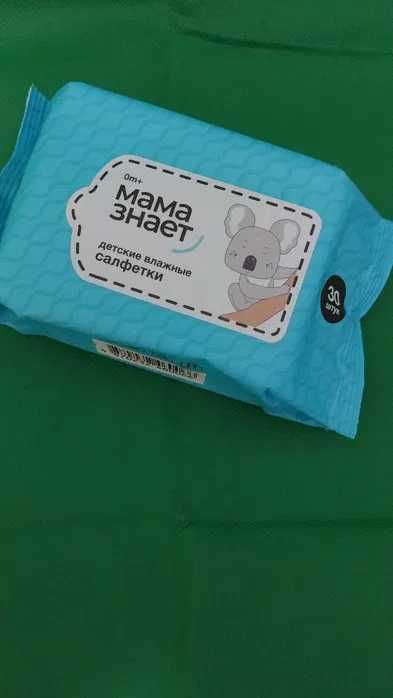 0m+
мама
знает
детские влажные
салфетки
30
штук